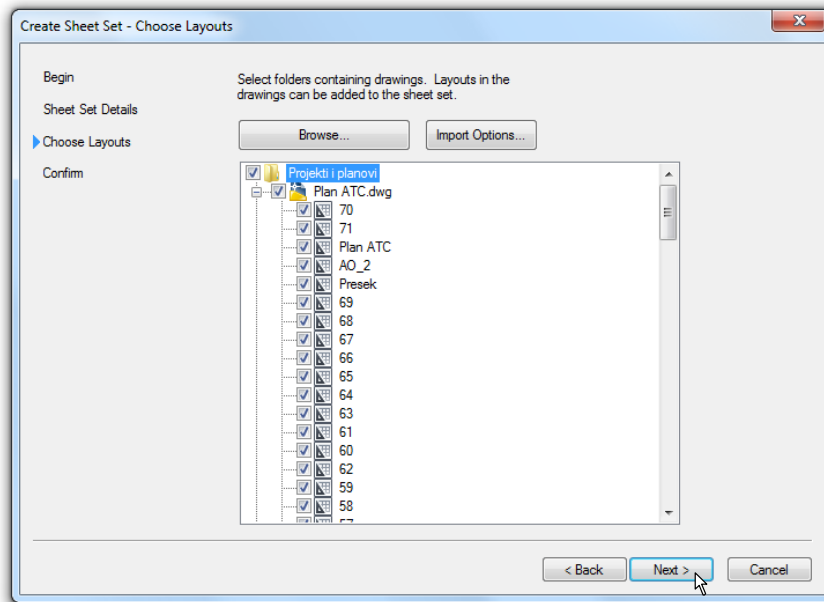 Create Sheet Set - Choose Layouts
Begin
Sheet Set Details
Choose Layouts
Confirm
Select folders containing drawings. Layouts in the
drawings can be added to the sheet set.
Browse...
Import Options...
Projekti i planovi
Plan ATC.dwg
70
71
Plan ATC
AO_2
Presek
69
68
67
66
65
64
63
61
60
62
59
58
57
< Back
Next >
Cancel